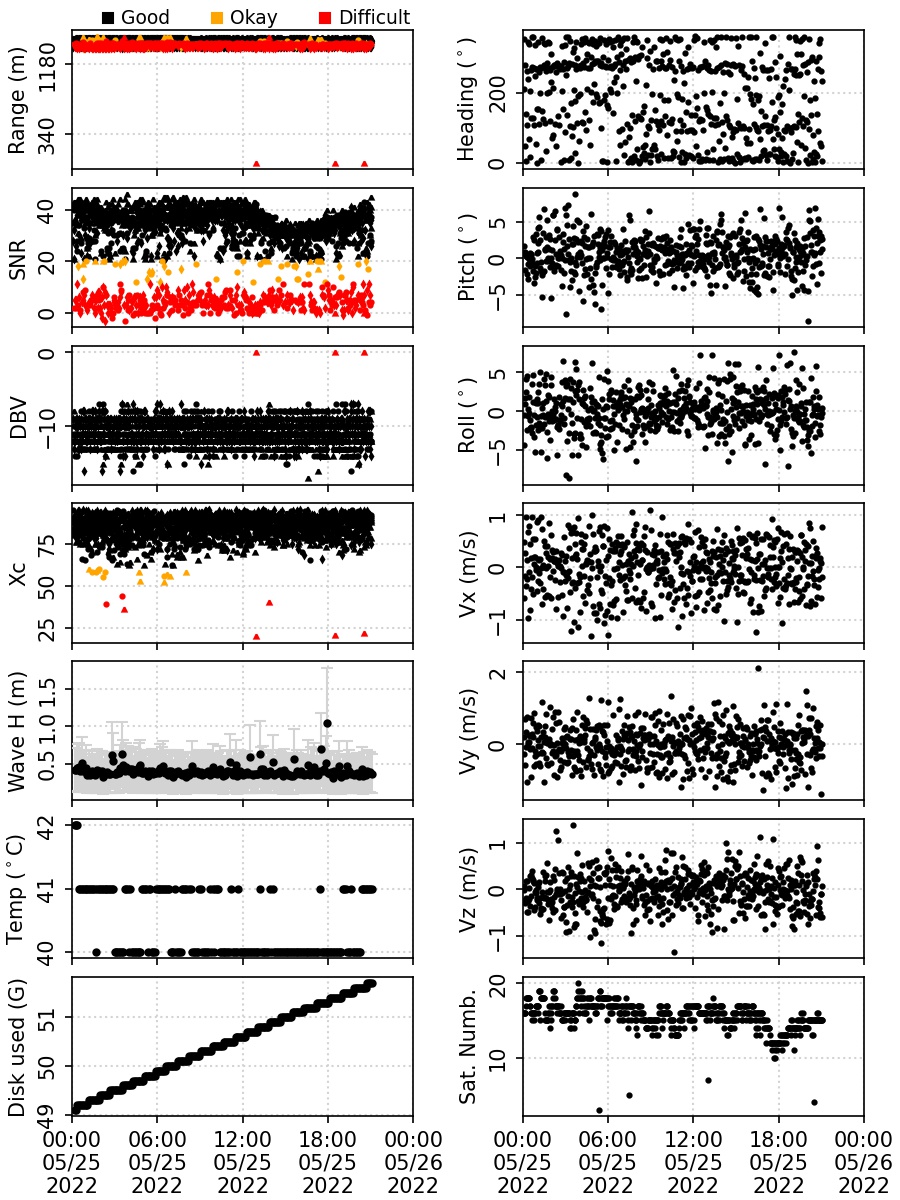 Good Okay Difficult
Range (m)
1180
340
Heading (°)
200
0
SNR
40
20
0
Pitch (°)
5
0
−5
DBV
0
−10
Roll (°)
5
0
−5
Xc
75
50
25
Vx (m/s)
1
0
−1
Wave H (m)
1.5
1.0
0.5
Vy (m/s)
2
0
Temp (°C)
42
41
40
Vz (m/s)
1
0
−1
Disk used (G)
51
50
49
Sat. Numb.
20
10
00:00 06:00 12:00 18:00 00:00
05/25 05/25 05/25 05/25 05/26
2022 2022 2022 2022 2022
00:00 06:00 12:00 18:00 00:00
05/25 05/25 05/25 05/25 05/26
2022 2022 2022 2022 2022